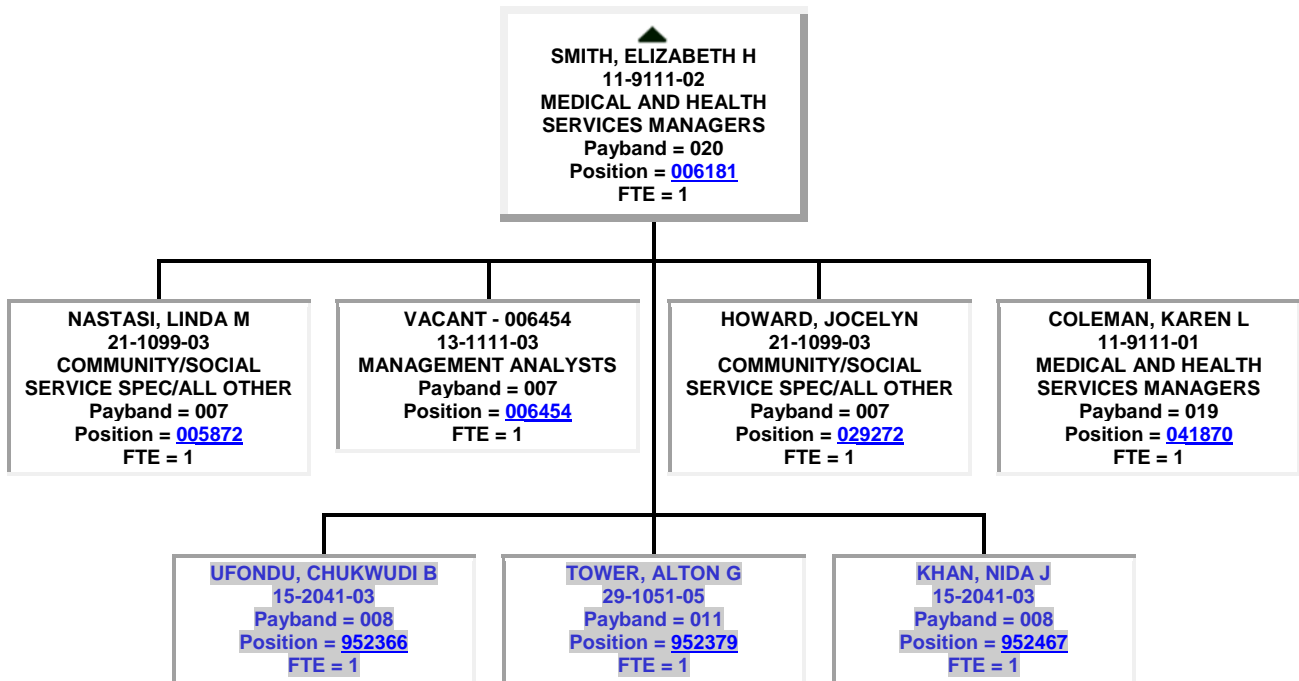 SMITH, ELIZABETH H
11-9111-02
MEDICAL AND HEALTH
SERVICES MANAGERS
Payband = 020
Position = 006181
FTE = 1
NASTASI, LINDA M
21-1099-03
COMMUNITY/SOCIAL
SERVICE SPEC/ALL OTHER
Payband = 007
Position = 005872
FTE = 1
VACANT - 006454
13-1111-03
MANAGEMENT ANALYSTS
Payband = 007
Position = 006454
FTE = 1
HOWARD, JOCELYN
21-1099-03
COMMUNITY/SOCIAL
SERVICE SPEC/ALL OTHER
Payband = 007
Position = 029272
FTE = 1
COLEMAN, KAREN L
11-9111-01
MEDICAL AND HEALTH
SERVICES MANAGERS
Payband = 019
Position = 041870
FTE = 1
UFONDU, CHUKWUDI B
15-2041-03
Payband = 008
Position = 952366
FTE = 1
TOWER, ALTON G
29-1051-05
Payband = 011
Position = 952379
FTE = 1
KHAN, NIDA J
15-2041-03
Payband = 008
Position = 952467
FTE = 1